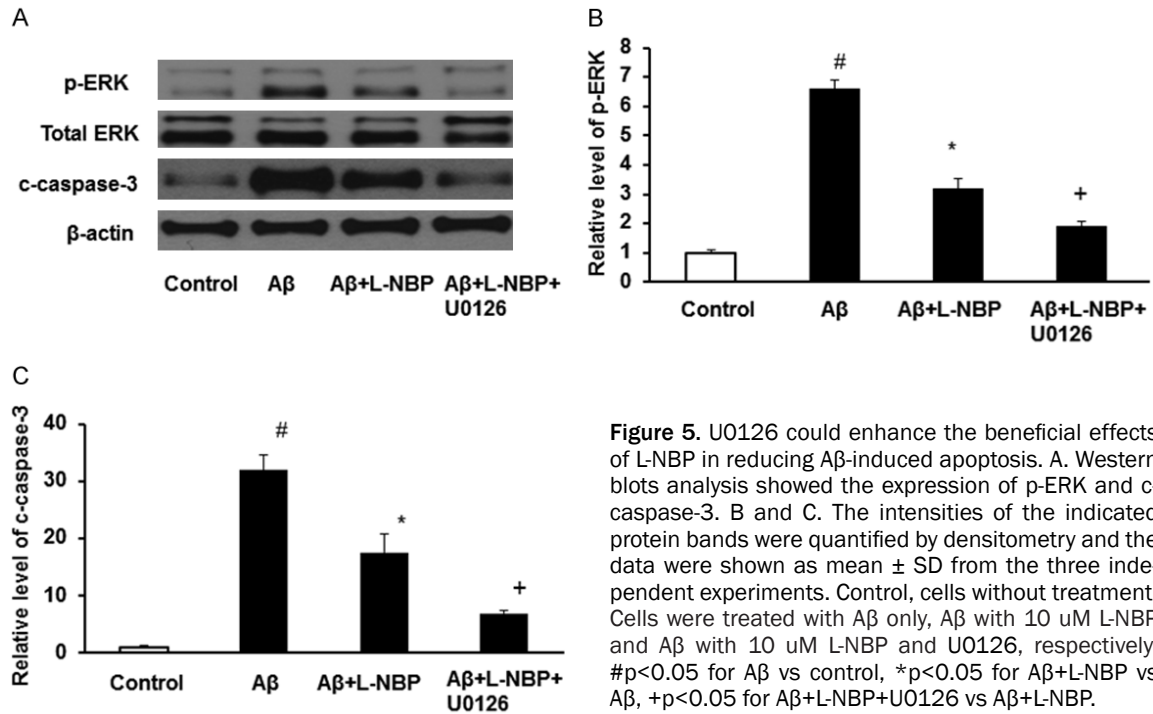 A
p-ERK
Total ERK
c-caspase-3
β-actin
Control Aβ Aβ+L-NBP Aβ+L-NBP+
U0126
B
Relative level of p-ERK
8
7
6
5
4
3
2
1
0
#
*
+
Control Aβ Aβ+L-NBP Aβ+L-NBP+
U0126
C
Relative level of c-caspase-3
40
30
20
10
0
#
*
+
Control Aβ Aβ+L-NBP Aβ+L-NBP+
U0126
Figure 5. U0126 could enhance the beneficial effects
of L-NBP in reducing Aβ-induced apoptosis. A. Western
blots analysis showed the expression of p-ERK and c-
caspase-3. B and C. The intensities of the indicated
protein bands were quantified by densitometry and the
data were shown as mean ± SD from the three inde-
pendent experiments. Control, cells without treatment
Cells were treated with Aβ only, Aβ with 10 uM L-NBP
and Aβ with 10 uM L-NBP and U0126, respectively
#p<0.05 for Aβ vs control, *p<0.05 for Aβ+L-NBP vs
Aβ, +p<0.05 for Aβ+L-NBP+U0126 vs Aβ+L-NBP.